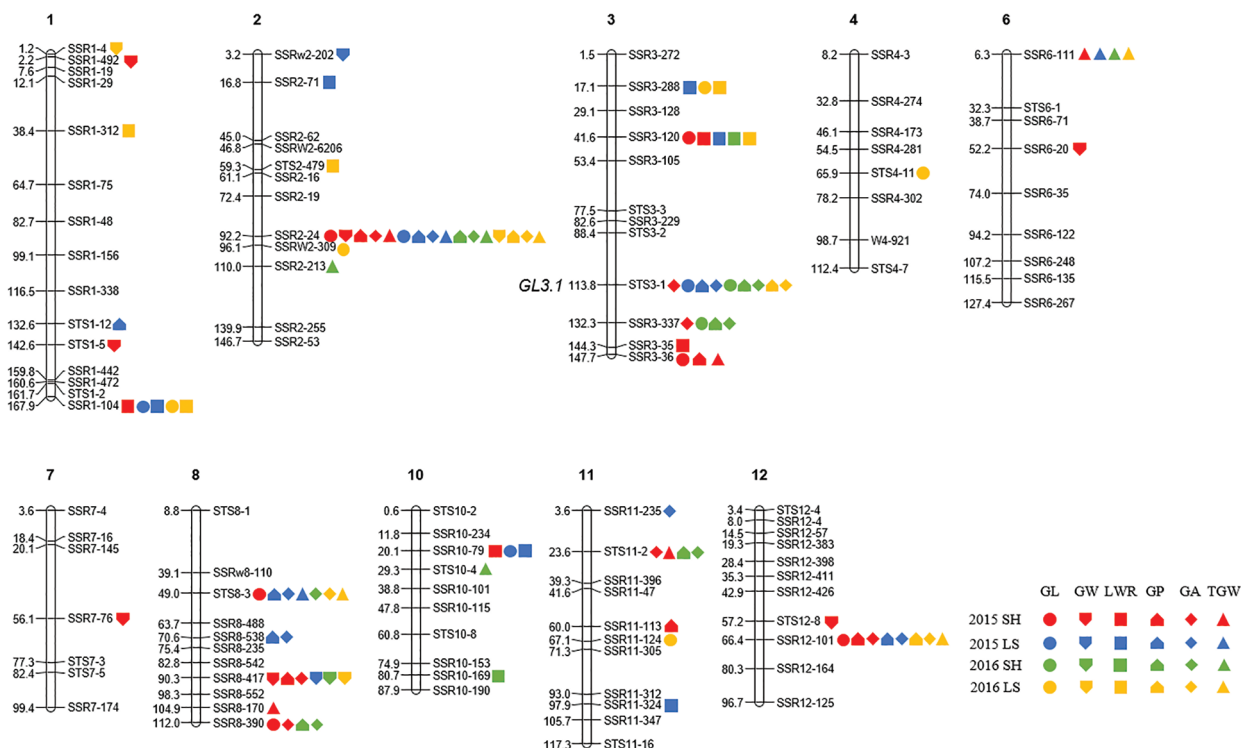 1
1.2 SSR1-4
2.2 SSR1-492
7.6 SSR1-19
12.1 SSR1-29
38.4 SSR1-312
64.7 SSR1-75
82.7 SSR1-48
99.1 SSR1-156
116.5 SSR1-338
132.6 STS1-12
142.6 STS1-5
159.8 SSR1-442
160.6 SSR1-472
161.7 STS1-2
167.9 SSR1-104
2
3.2 SSRw2-202
16.8 SSR2-71
45.0 SSR2-62
46.8 SSRW2-6206
59.3 STS2-479
61.1 SSR2-16
72.4 SSR2-19
92.2 SSR2-24
96.1 SSRW2-309
110.0 SSR2-213
139.9 SSR2-255
146.7 SSR2-53
3
1.5 SSR3-272
17.1 SSR3-288
29.1 SSR3-128
41.6 SSR3-120
53.4 SSR3-105
77.5 STS3-3
82.6 SSR3-229
88.4 STS3-2
GL3.1 113.8 STS3-1
132.3 SSR3-337
144.3 SSR3-35
147.7 SSR3-36
4
8.2 SSR4-3
32.8 SSR4-274
46.1 SSR4-173
54.5 SSR4-281
65.9 STS4-11
78.2 SSR4-302
98.7 W4-921
112.4 STS4-7
6
6.3 SSR6-111
32.3 STS6-1
38.7 SSR6-71
52.2 SSR6-20
74.0 SSR6-35
94.2 SSR6-122
107.2 SSR6-248
115.5 SSR6-135
127.4 SSR6-267
7
3.6 SSR7-4
18.4 SSR7-16
20.1 SSR7-145
56.1 SSR7-76
77.3 STS7-3
82.4 STS7-5
99.4 SSR7-174
8
8.8 STS8-1
39.1 SSRw8-110
49.0 STS8-3
63.7 SSR8-488
70.6 SSR8-538
75.4 SSR8-235
82.8 SSR8-542
90.3 SSR8-417
98.3 SSR8-552
104.9 SSR8-170
112.0 SSR8-390
10
0.6 STS10-2
11.8 SSR10-234
20.1 SSR10-79
29.3 STS10-4
38.8 SSR10-101
47.8 SSR10-115
60.8 STS10-8
74.9 SSR10-153
80.7 SSR10-169
87.9 SSR10-190
11
3.6 SSR11-235
23.6 STS11-2
39.3 SSR11-396
41.6 SSR11-47
60.0 SSR11-113
67.1 SSR11-124
71.3 SSR11-305
93.0 SSR11-312
97.9 SSR11-324
105.7 SSR11-347
117.3 STS11-16
12
3.4 STS12-4
8.0 SSR12-4
14.5 SSR12-57
19.3 SSR12-383
28.4 SSR12-398
35.3 SSR12-411
42.9 SSR12-426
57.2 STS12-8
66.4 SSR12-101
80.3 SSR12-164
96.7 SSR12-125
GL GW LWR GP GA TGW
2015 SH
2015 LS
2016 SH
2016 LS